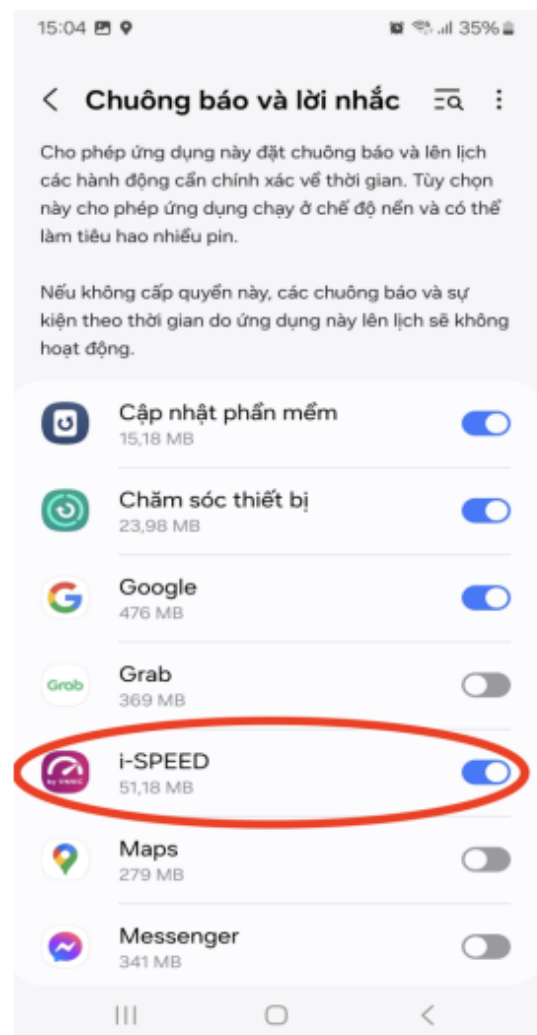 15:04 35%
Chuông báo và lời nhắc
Cho phép ứng dụng này đặt chuông báo và lên lịch
các hành động cần chính xác về thời gian. Tùy chọn
này cho phép ứng dụng chạy ở chế độ nền và có thể
làm tiêu hao nhiều pin.
Nếu không cấp quyền này, các chuông báo và sự
kiện theo thời gian do ứng dụng này lên lịch sẽ không
hoạt động.
Cập nhật phần mềm
15,18 MB
Chăm sóc thiết bị
23,98 MB
Google
476 MB
Grab
Grab
369 MB
i-SPEED
by VNNIC
51,18 MB
Maps
279 MB
Messenger
341 MB